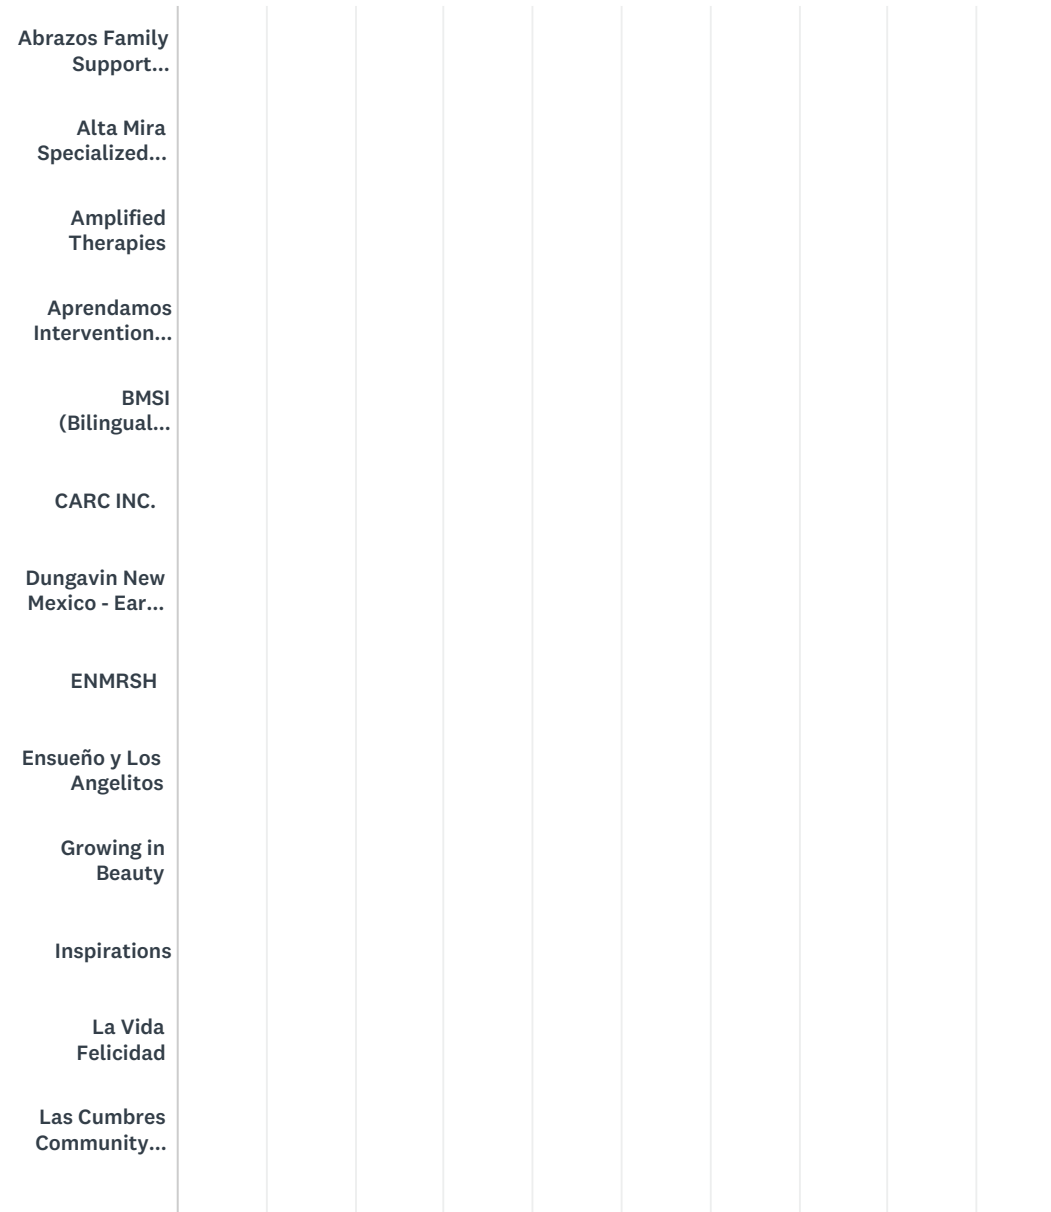 Abrazos Family
Support...
Alta Mira
Specialized...
Amplified
Therapies
Aprendamos
Intervention...
BMSI
(Bilingual...
CARC INC.
Dungavin New
Mexico - Ear...
ENMRSH
Ensueño y Los
Angelitos
Growing in
Beauty
Inspirations
La Vida
Felicidad
Las Cumbres
Community...